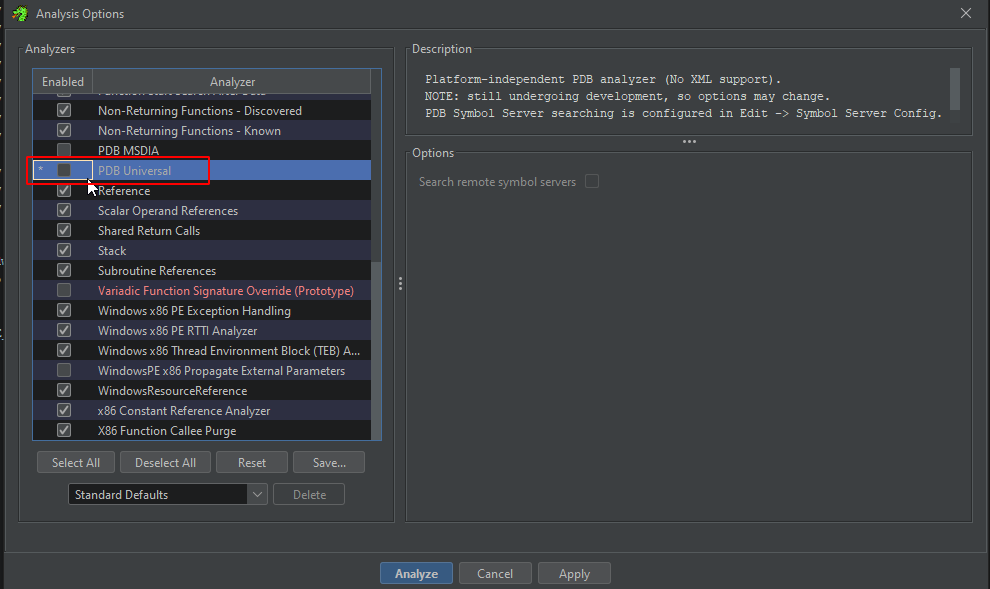 Analysis Options
Analyzers
Enabled Analyzer
Non-Returning Functions - Discovered
Non-Returning Functions - Known
PDB MSDIA
* PDB Universal
Reference
Scalar Operand References
Shared Return Calls
Stack
Subroutine References
Variadic Function Signature Override (Prototype)
Windows x86 PE Exception Handling
Windows x86 PE RTTI Analyzer
Windows x86 Thread Environment Block (TEB) A...
WindowsPE x86 Propagate External Parameters
WindowsResourceReference
x86 Constant Reference Analyzer
X86 Function Callee Purge
Select All Deselect All Reset Save...
Standard Defaults Delete
Description
Platform-independent PDB analyzer (No XML support).
NOTE: still undergoing development, so options may change.
PDB Symbol Server searching is configured in Edit -> Symbol Server Config.
Options
Search remote symbol servers
Analyze Cancel Apply